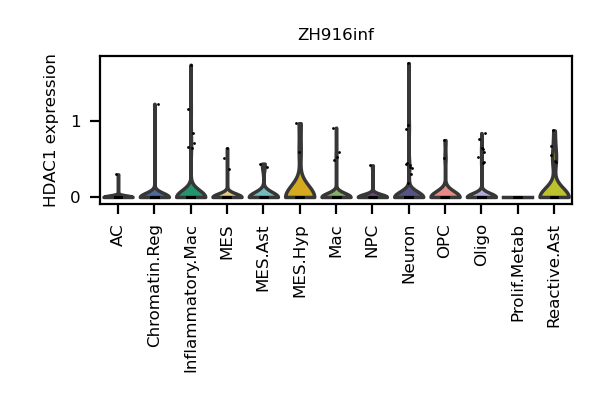 ZH916inf
HDAC1 expression
1
0
AC
Chromatin.Reg
Inflammatory.Mac
MES
MES.Ast
MES.Hyp
Mac
NPC
Neuron
OPC
Oligo
Prolif.Metab
Reactive.Ast